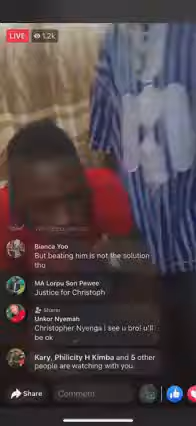 LIVE 1.2K
Bianca Yoo
But beating him is not the solution
tho
MA Lorpu Son Pewee
Justice for Christoph
Sharer
Unkor Nyemah
Christopher Nyenga I see u bro! u'll
be ok
Kary, Philicity H Kimba and 5 other
people are watching with you.
Share Comment